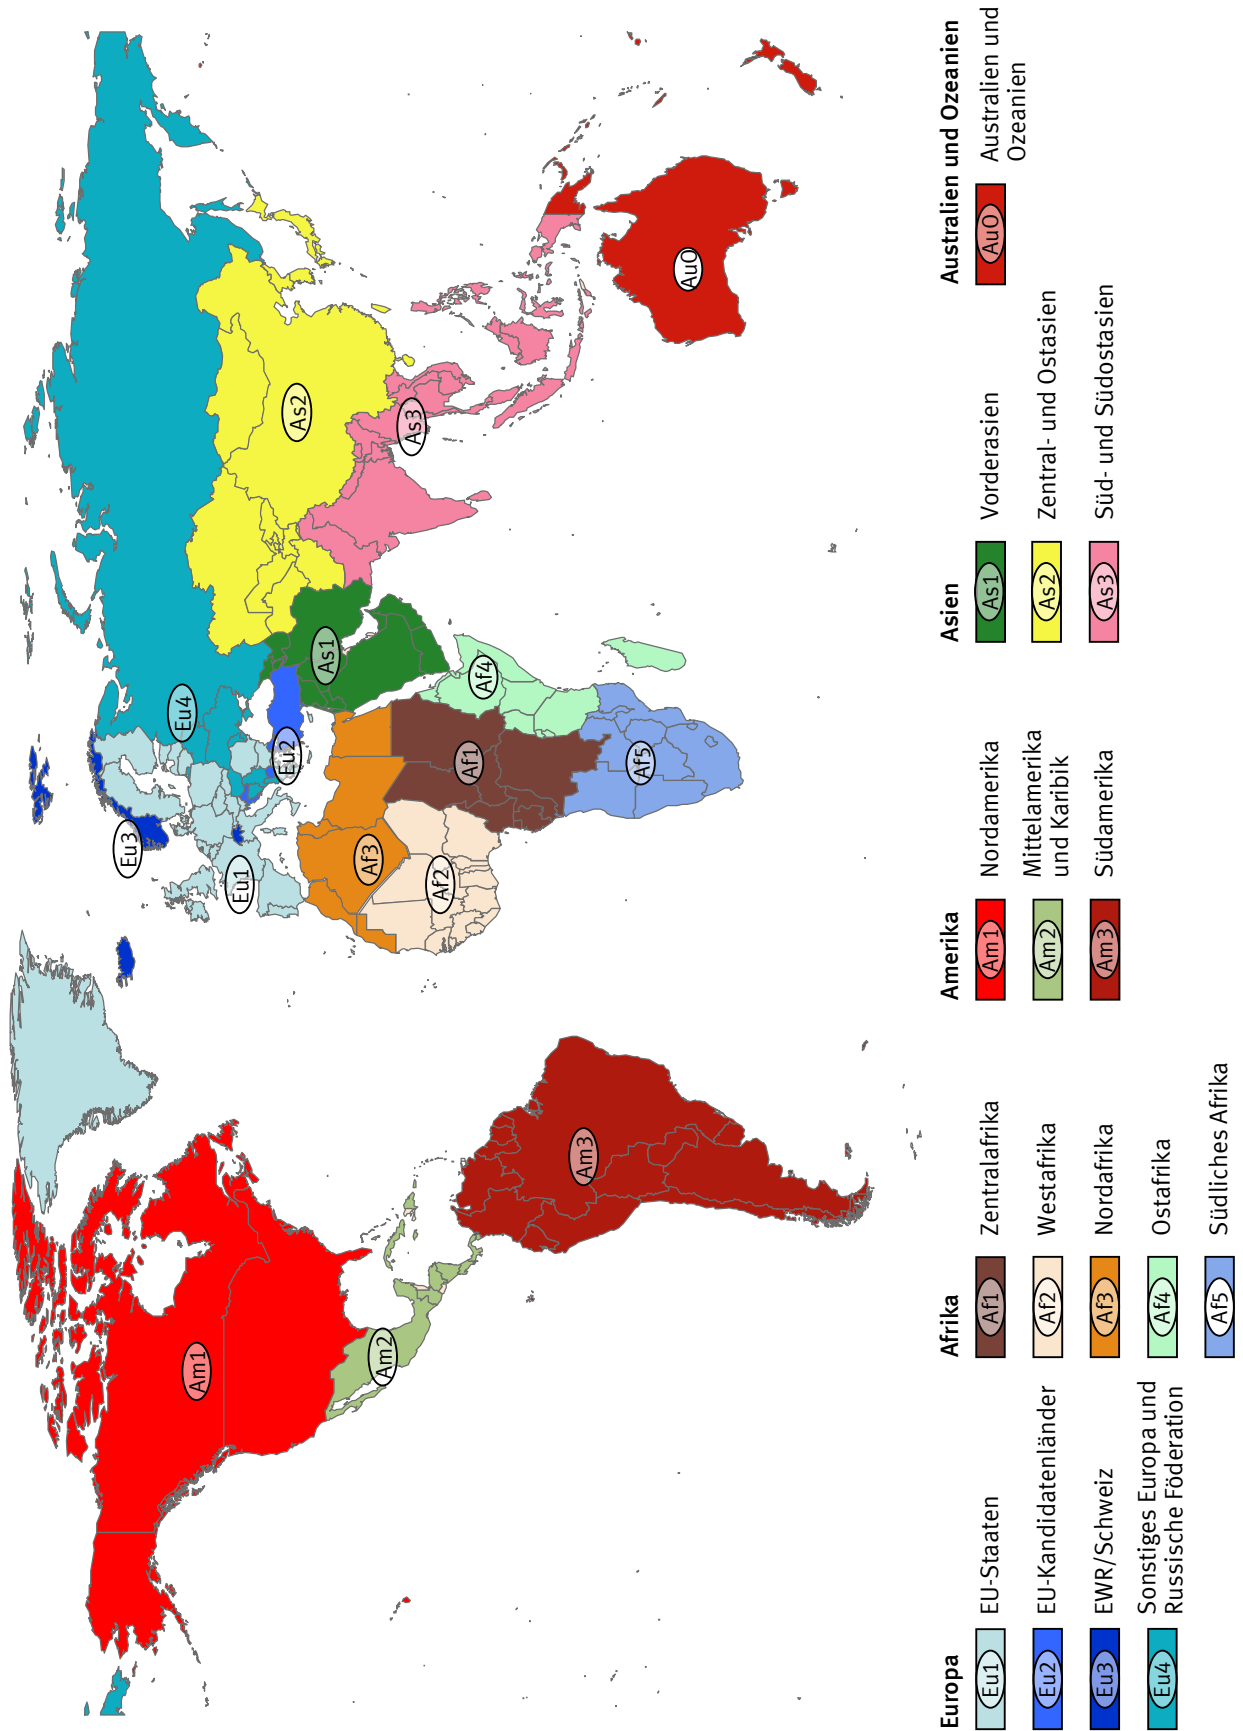 Eu3
Eu4
Eu1
Eu2
Am1
As1
As2
Af3
Am2
Af2
Af1
Af4
As3
Am3
Af5
AuO
Europa
Eu1 EU-Staaten
Eu2 EU-Kandidatenländer
Eu3 EWR/Schweiz
Eu4 Sonstiges Europa und
Russische Föderation
Afrika
Af1 Zentralafrika
Af2 Westafrika
Af3 Nordafrika
Af4 Ostafrika
Af5 Südliches Afrika
Amerika
Am1 Nordamerika
Am2 Mittelamerika
und Karibik
Am3 Südamerika
Asien
As1 Vorderasien
As2 Zentral- und Ostasien
As3 Süd- und Südostasien
Australien und Ozeanien
AuO Australien und
Ozeanien